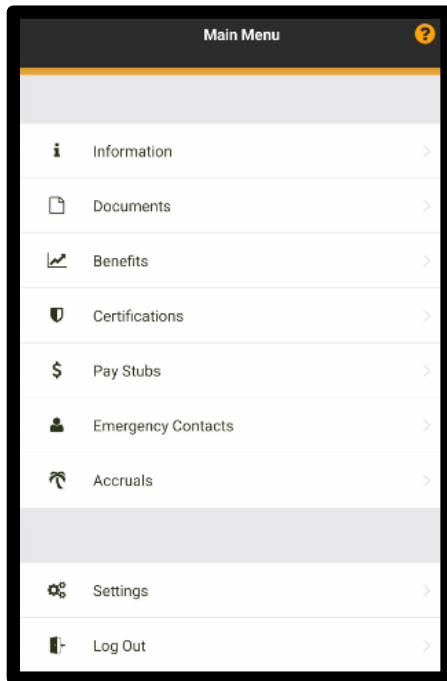 Main Menu
?
Information
Documents
Benefits
Certifications
$ Pay Stubs
Emergency Contacts
Accruals
Settings
Log Out